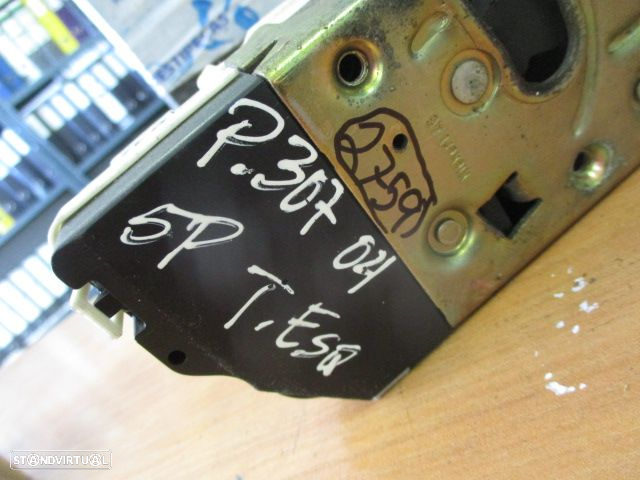 P.307 04
5P T.ESQ
2759
STANDVIRTUAL